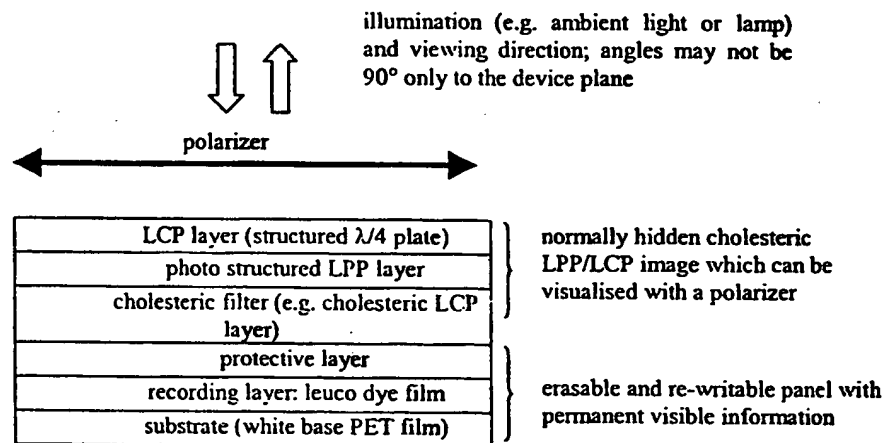 illumination (e.g. ambient light or lamp)
and viewing direction; angles may not be
90° only to the device plane
polarizer
LCP layer (structured λ/4 plate)
photo structured LPP layer
cholesteric filter (e.g. cholesteric LCP
layer)
protective layer
recording layer: leuco dye film
substrate (white base PET film)
normally hidden cholesteric
LPP/LCP image which can be
visualised with a polarizer
erasable and re-writable panel with
permanent visible information